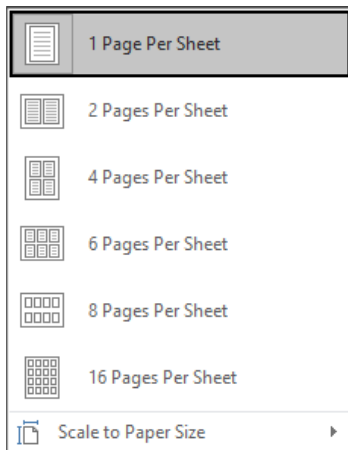 1 Page Per Sheet
2 Pages Per Sheet
4 Pages Per Sheet
6 Pages Per Sheet
8 Pages Per Sheet
16 Pages Per Sheet
Scale to Paper Size